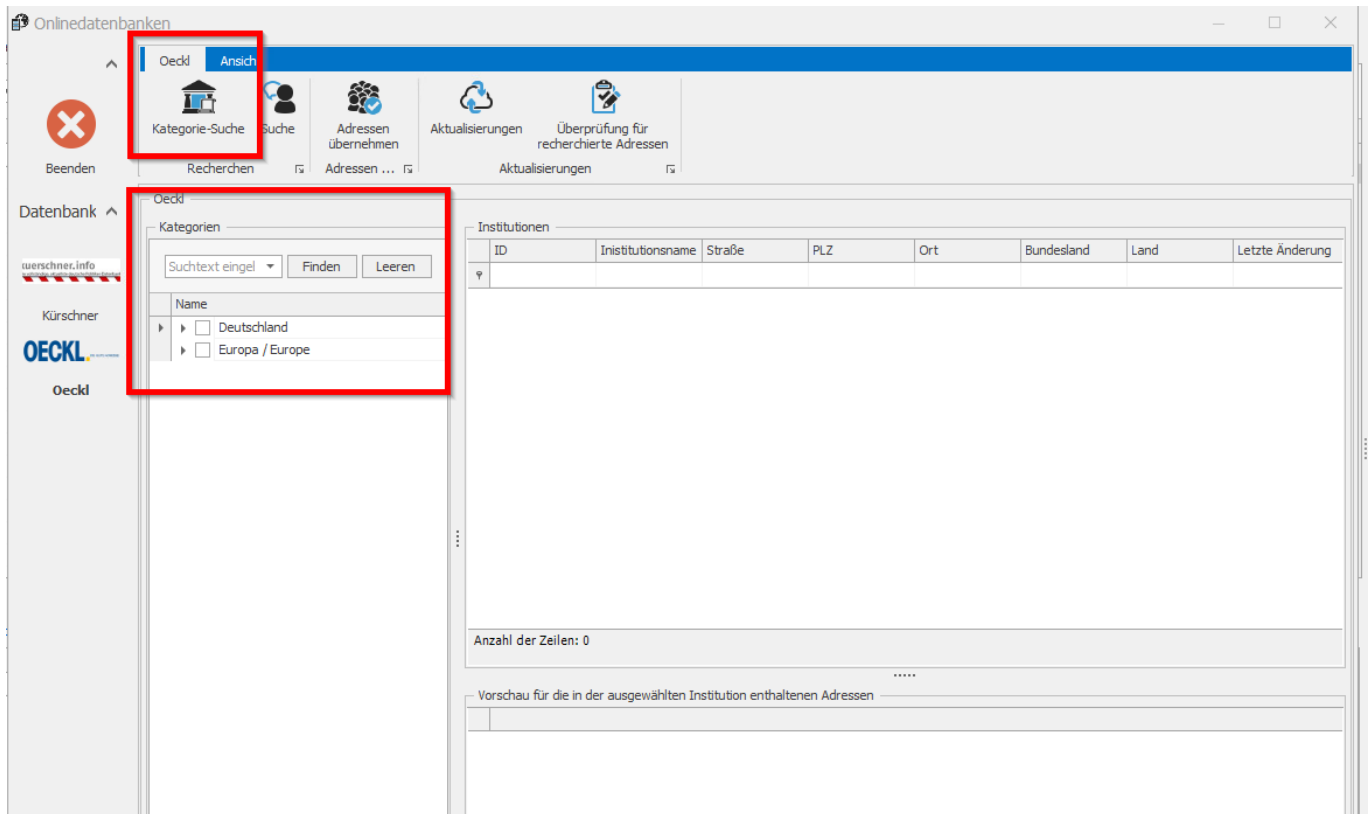 Onlinedatenbanken
Oeckl Ansich
Kategorie-Suche Suche Adressen übernehmen Aktualisierungen Überprüfung für recherchierte Adressen
Beenden
Recherchen Adressen ... Aktualisierungen
Datenbank
Oeckl
Kategorien
Institutionen
ID Inistitutionsname Straße PLZ Ort Bundesland Land Letzte Änderung
uerschner.info
Suchtext eingel Finden Leeren
Name
Kürschner
Deutschland
Europa / Europe
OECKL.
Oeckl
Anzahl der Zeilen: 0
Vorschau für die in der ausgewählten Institution enthaltenen Adressen